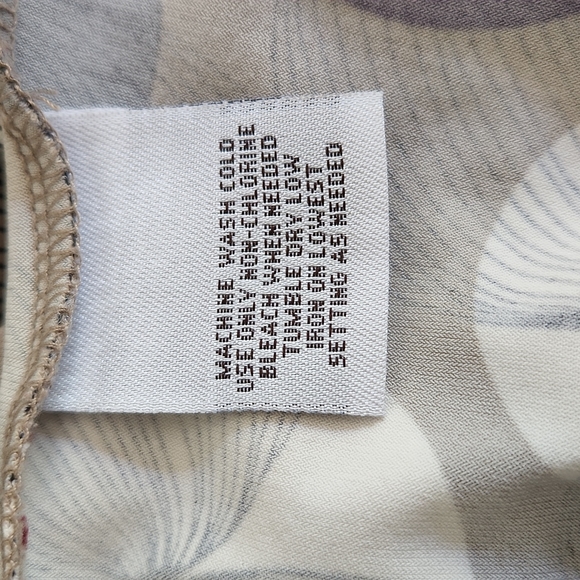 MACHINE WASH COLD
USE ONLY NON-CHLORINE
BLEACH WHEN NEEDED
TUMBLE DRY LOW
IRON ON LOWEST
SETTING AS NEEDED